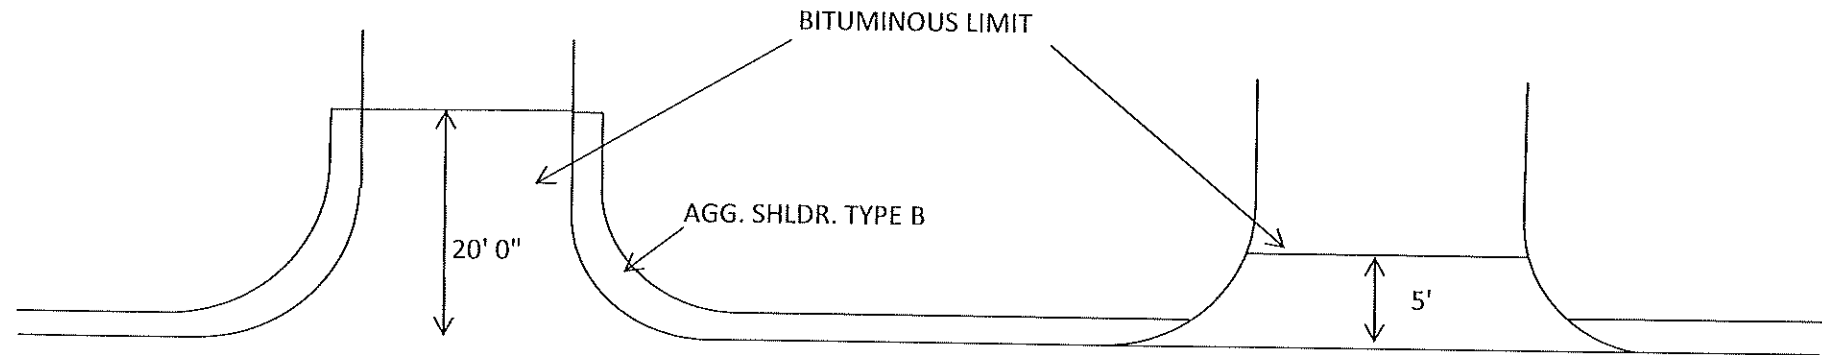 BITUMINOUS LIMIT
AGG. SHLDR. TYPE B
20' 0"
5'